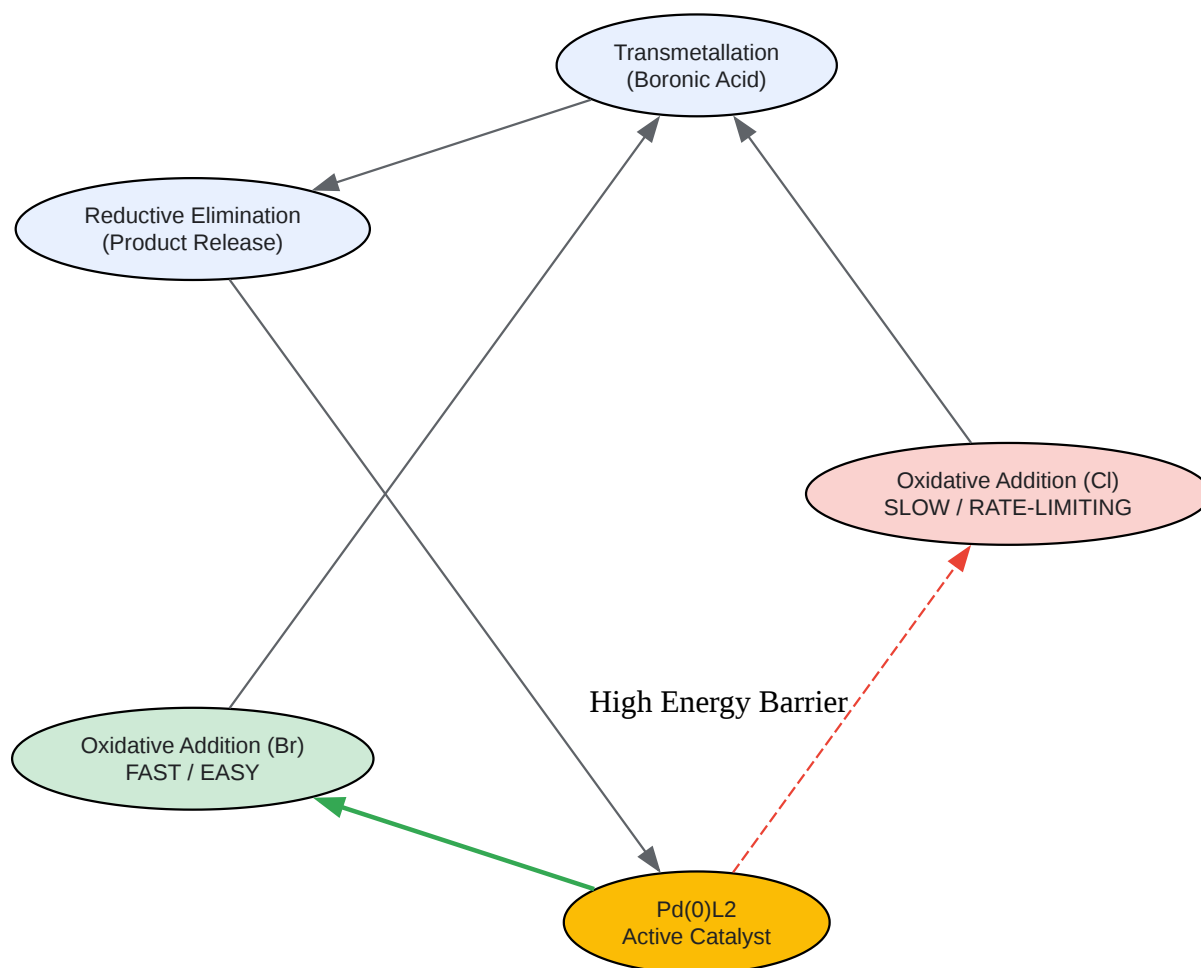 Transmetallation
(Boronic Acid)
Reductive Elimination
(Product Release)
Oxidative Addition (Cl)
SLOW / RATE-LIMITING
High Energy Barrier
Oxidative Addition (Br)
FAST / EASY
Pd(0)L2
Active Catalyst